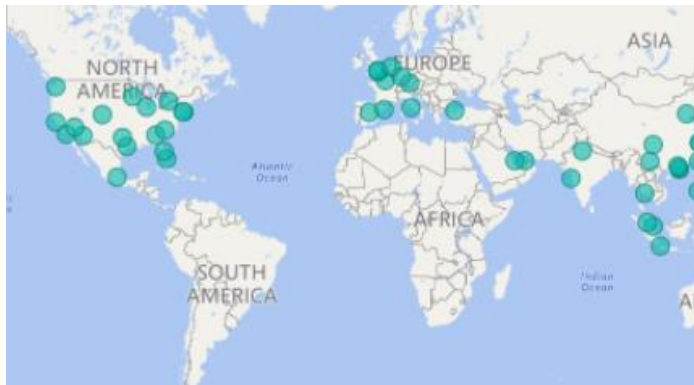 ASIA
EUROPE
NORTH
AMERICA
Atlantic
Ocean
AFRICA
SOUTH
AMERICA
Indian
Ocean